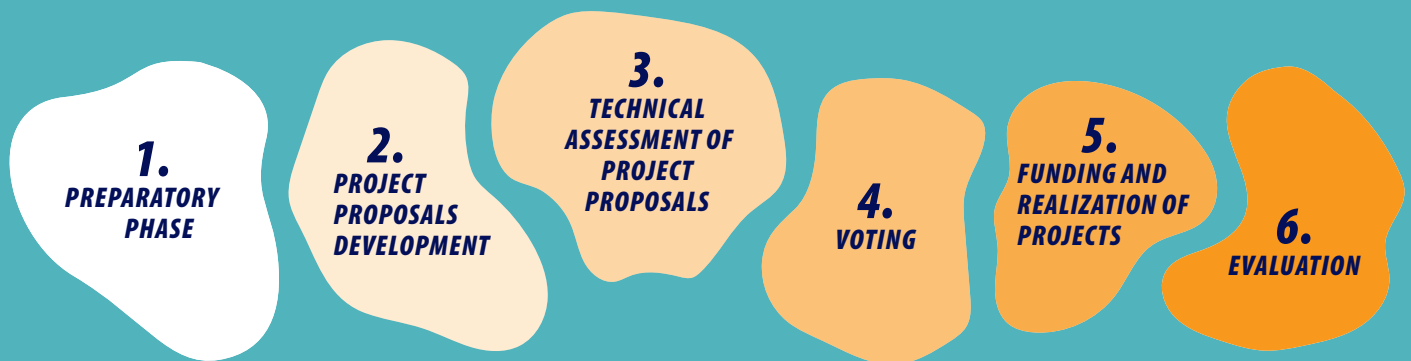 1.
PREPARATORY
PHASE
2.
PROJECT
PROPOSALS
DEVELOPMENT
3.
TECHNICAL
ASSESSMENT OF
PROJECT
PROPOSALS
4.
VOTING
5.
FUNDING AND
REALIZATION OF
PROJECTS
6.
EVALUATION